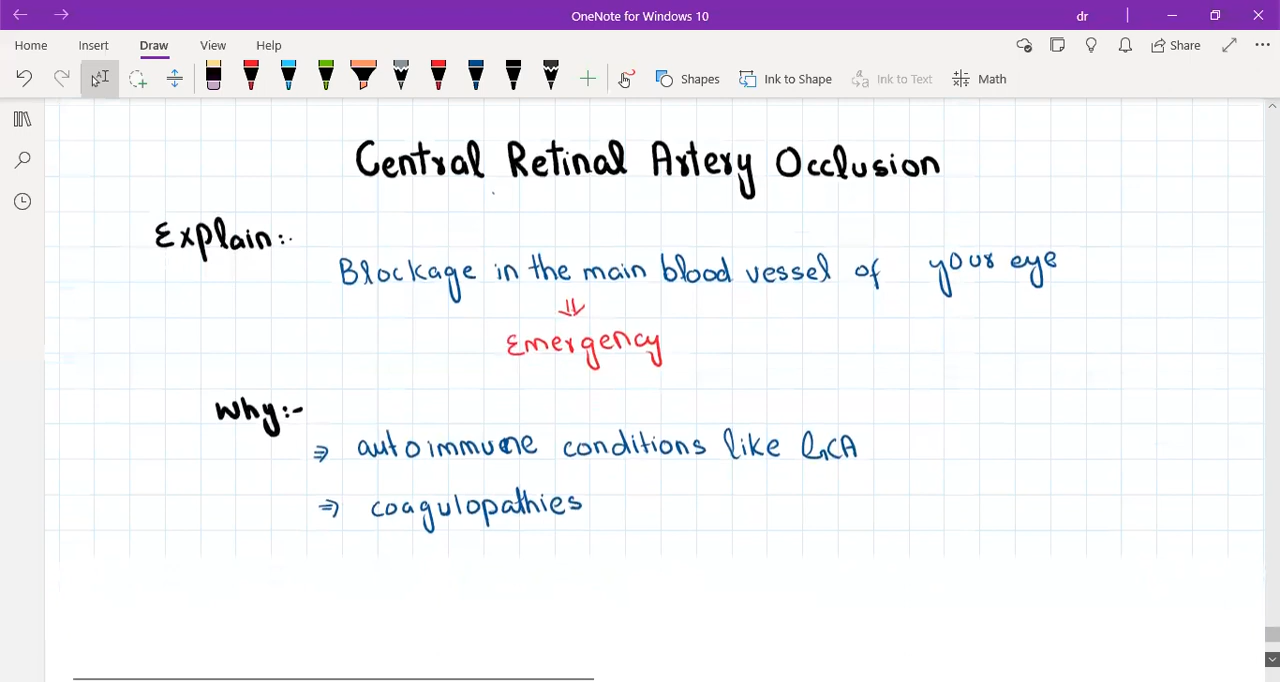 OneNote for Windows 10
dr
Home Insert Draw View Help
Share
Shapes Ink to Shape Ink to Text Math
Central Retinal Artery Occlusion
Explain:
Blockage in the main blood vessel of your eye
⇓
Emergency
Why:-
⇒ autoimmune conditions like GCA
⇒ coagulopathies